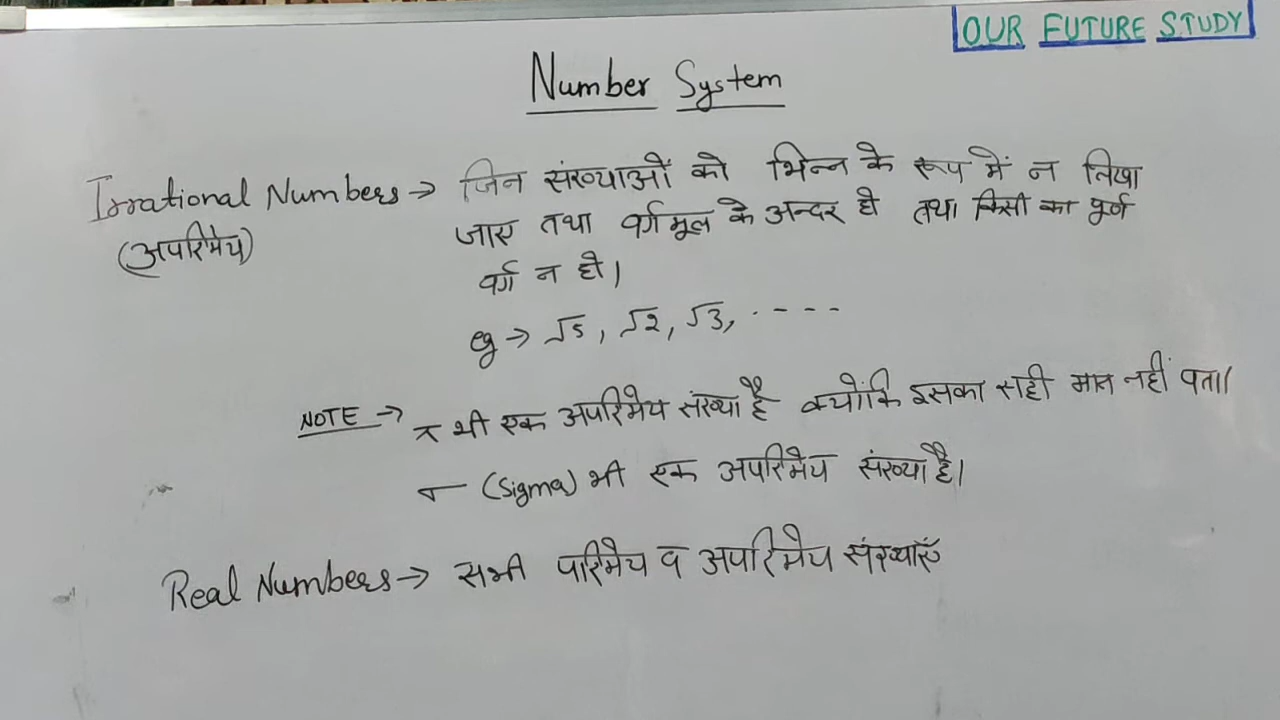 OUR FUTURE STUDY
Number System
Irrational Numbers → जिन संख्याओं को भिन्न के रूप में न लिखा
(अपरिमेय) जाए तथा वर्गमूल के अन्दर हो तथा किसी का पूर्ण
वर्ग न हो।
eg → √5, √2, √3, ....
NOTE → π भी एक अपरिमेय संख्या है क्योंकि इसका सही मान नहीं पता।
σ (Sigma) भी एक अपरिमेय संख्या है।
Real Numbers → सभी परिमेय व अपरिमेय संख्याएँ